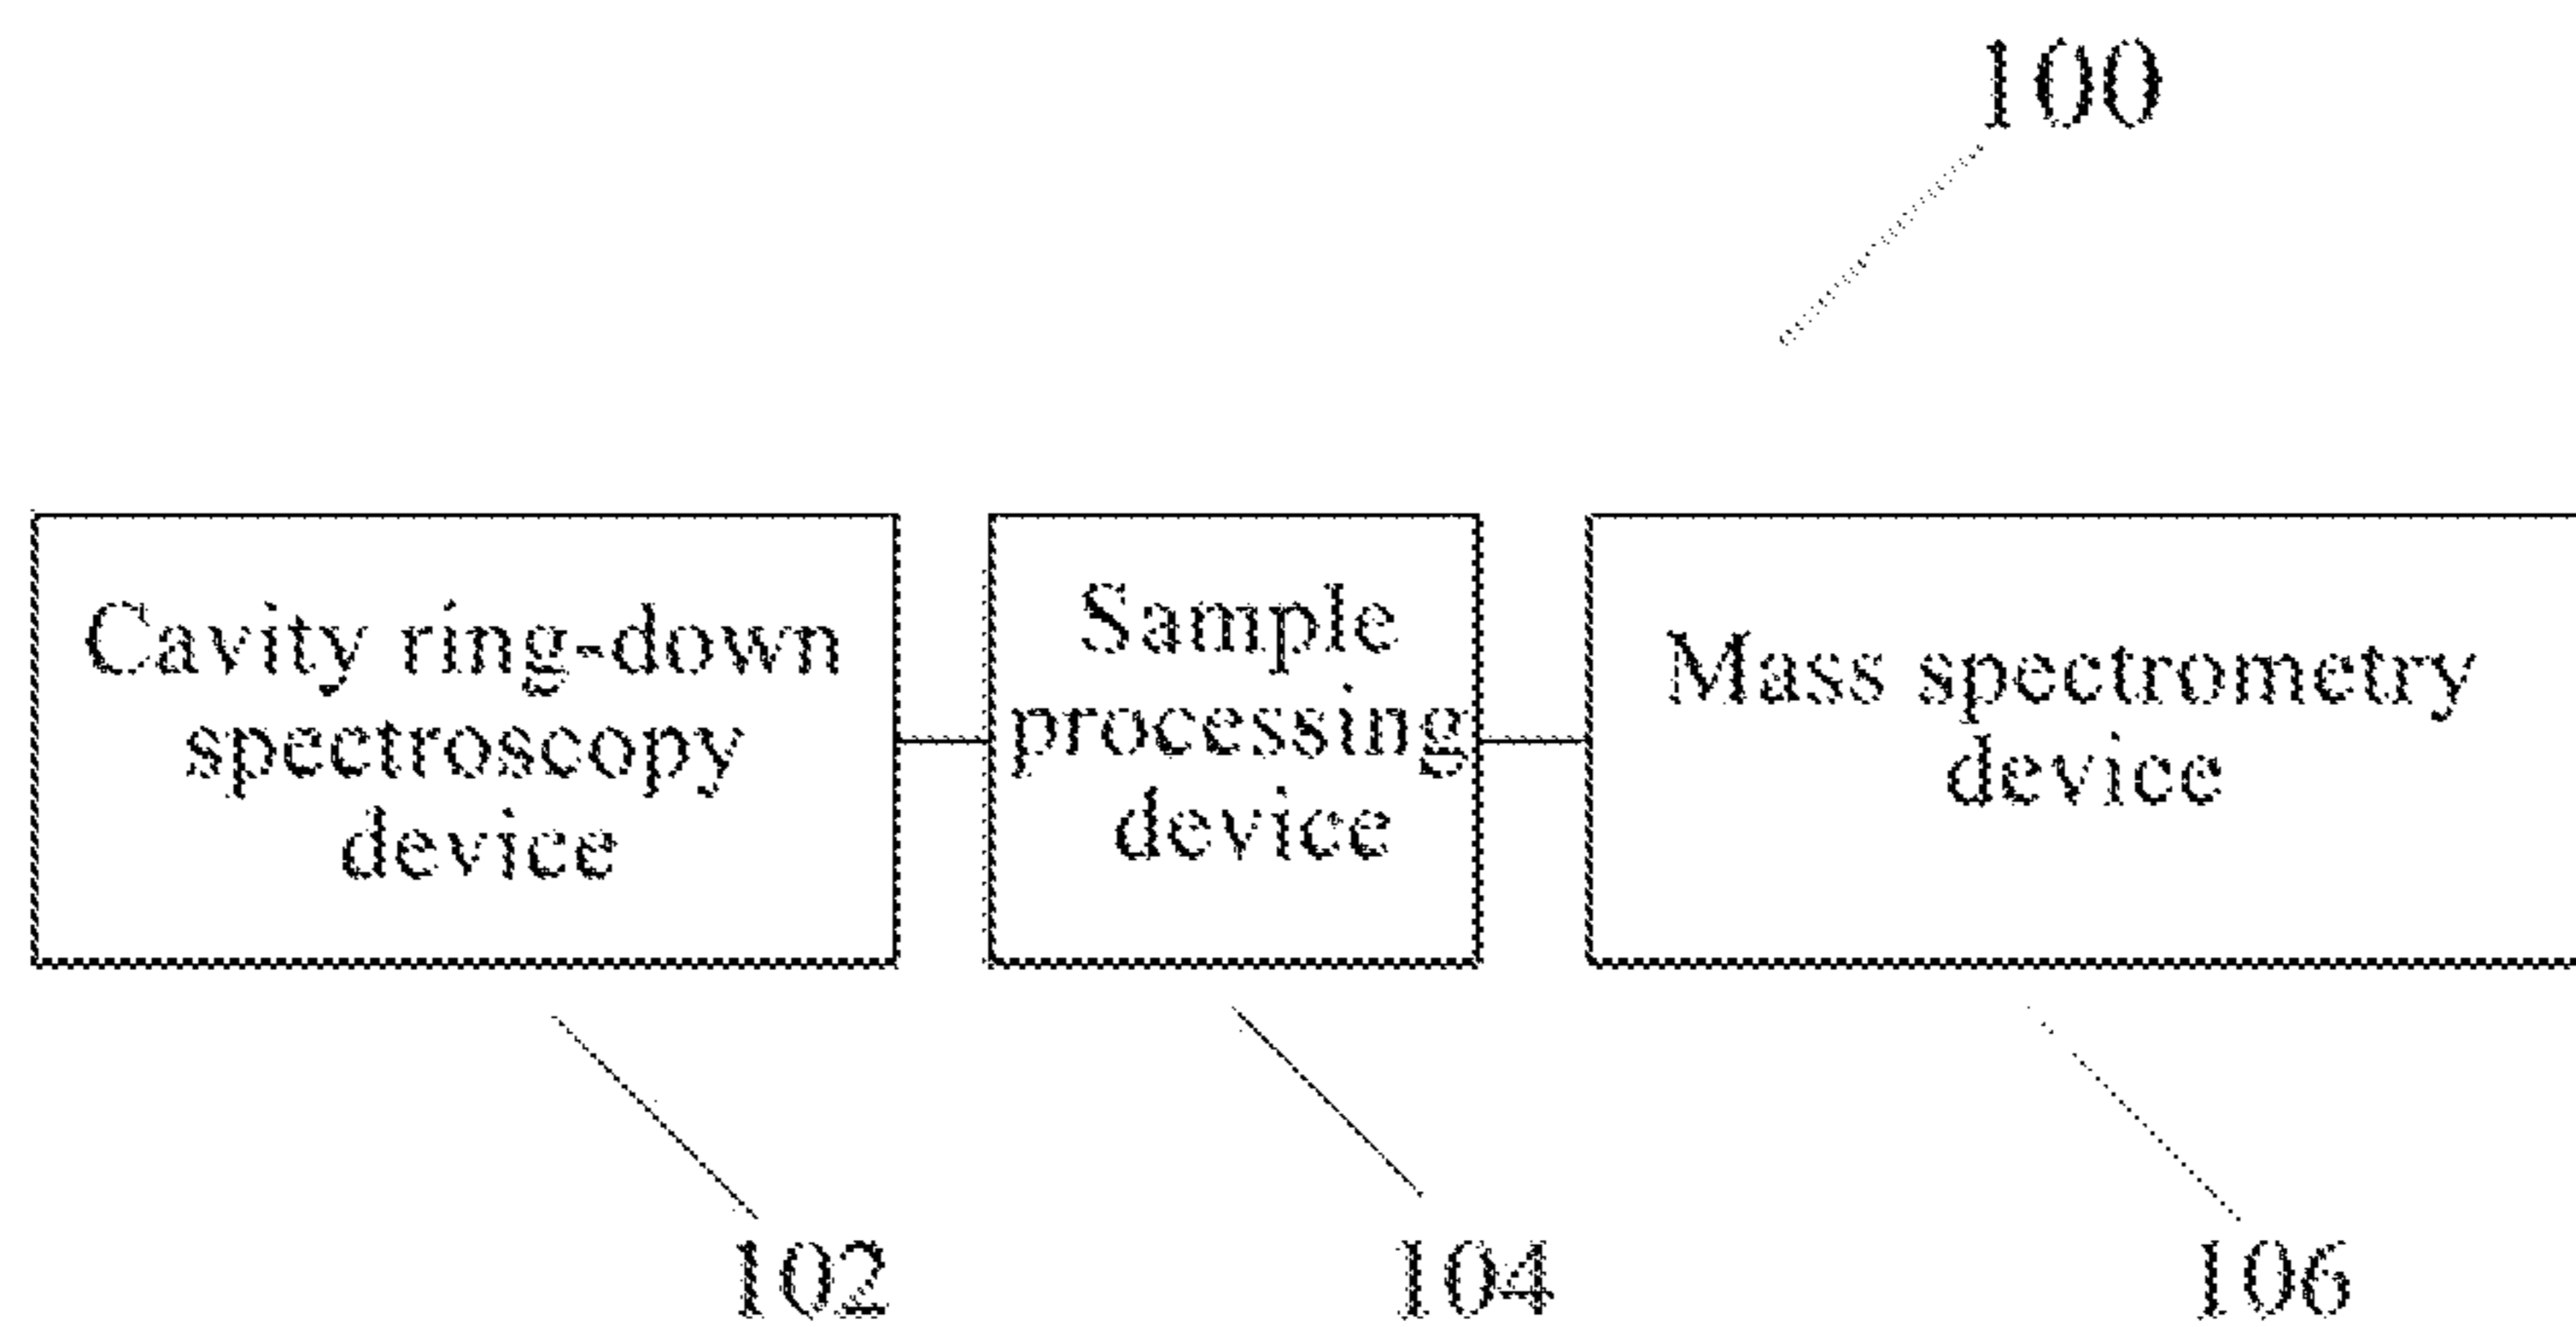 100
Cavity ring-down
spectroscopy
device
Sample
processing
device
Mass spectrometry
device
102
104
106